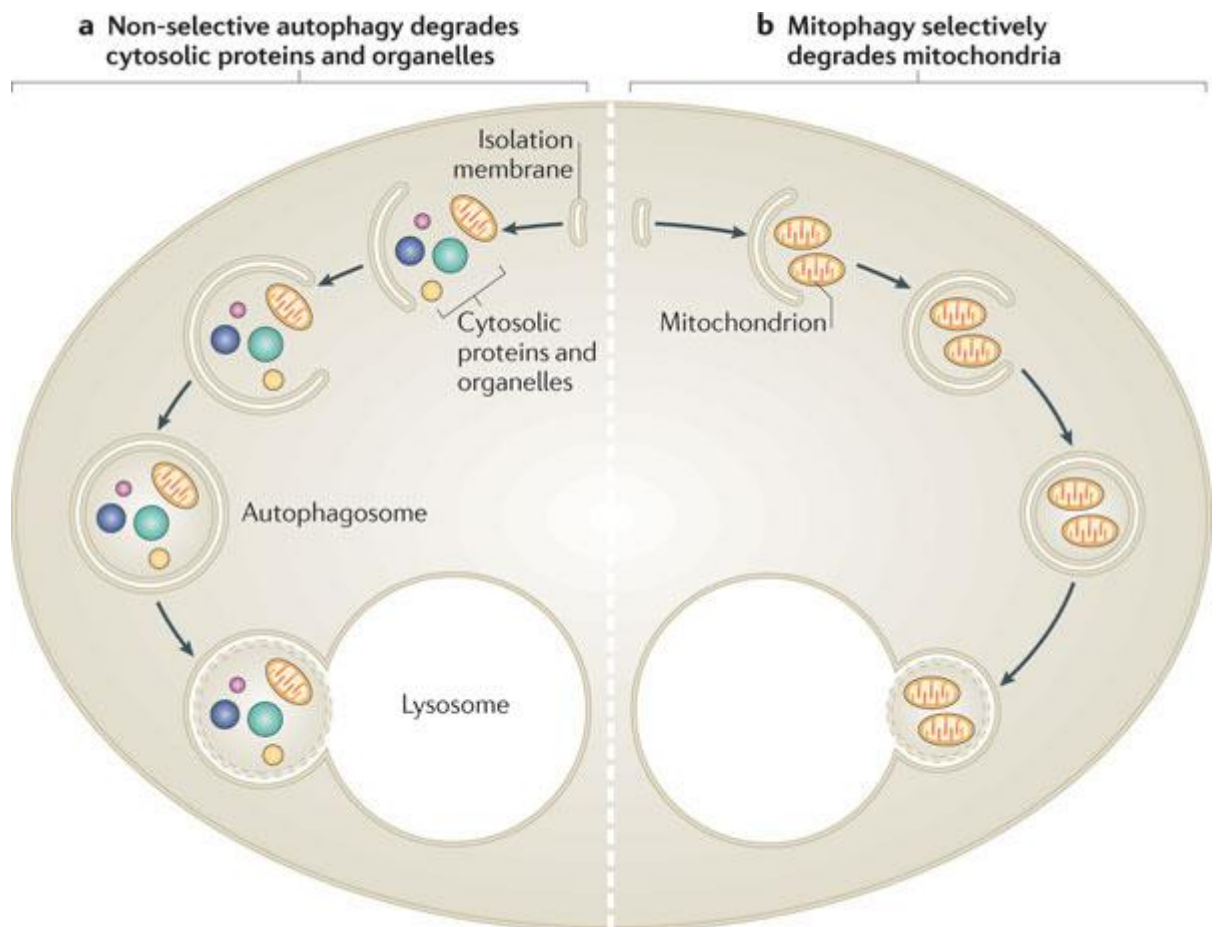 a Non-selective autophagy degrades
cytosolic proteins and organelles
b Mitophagy selectively
degrades mitochondria
Isolation
membrane
Cytosolic
proteins and
organelles
Mitochondrion
Autophagosome
Lysosome